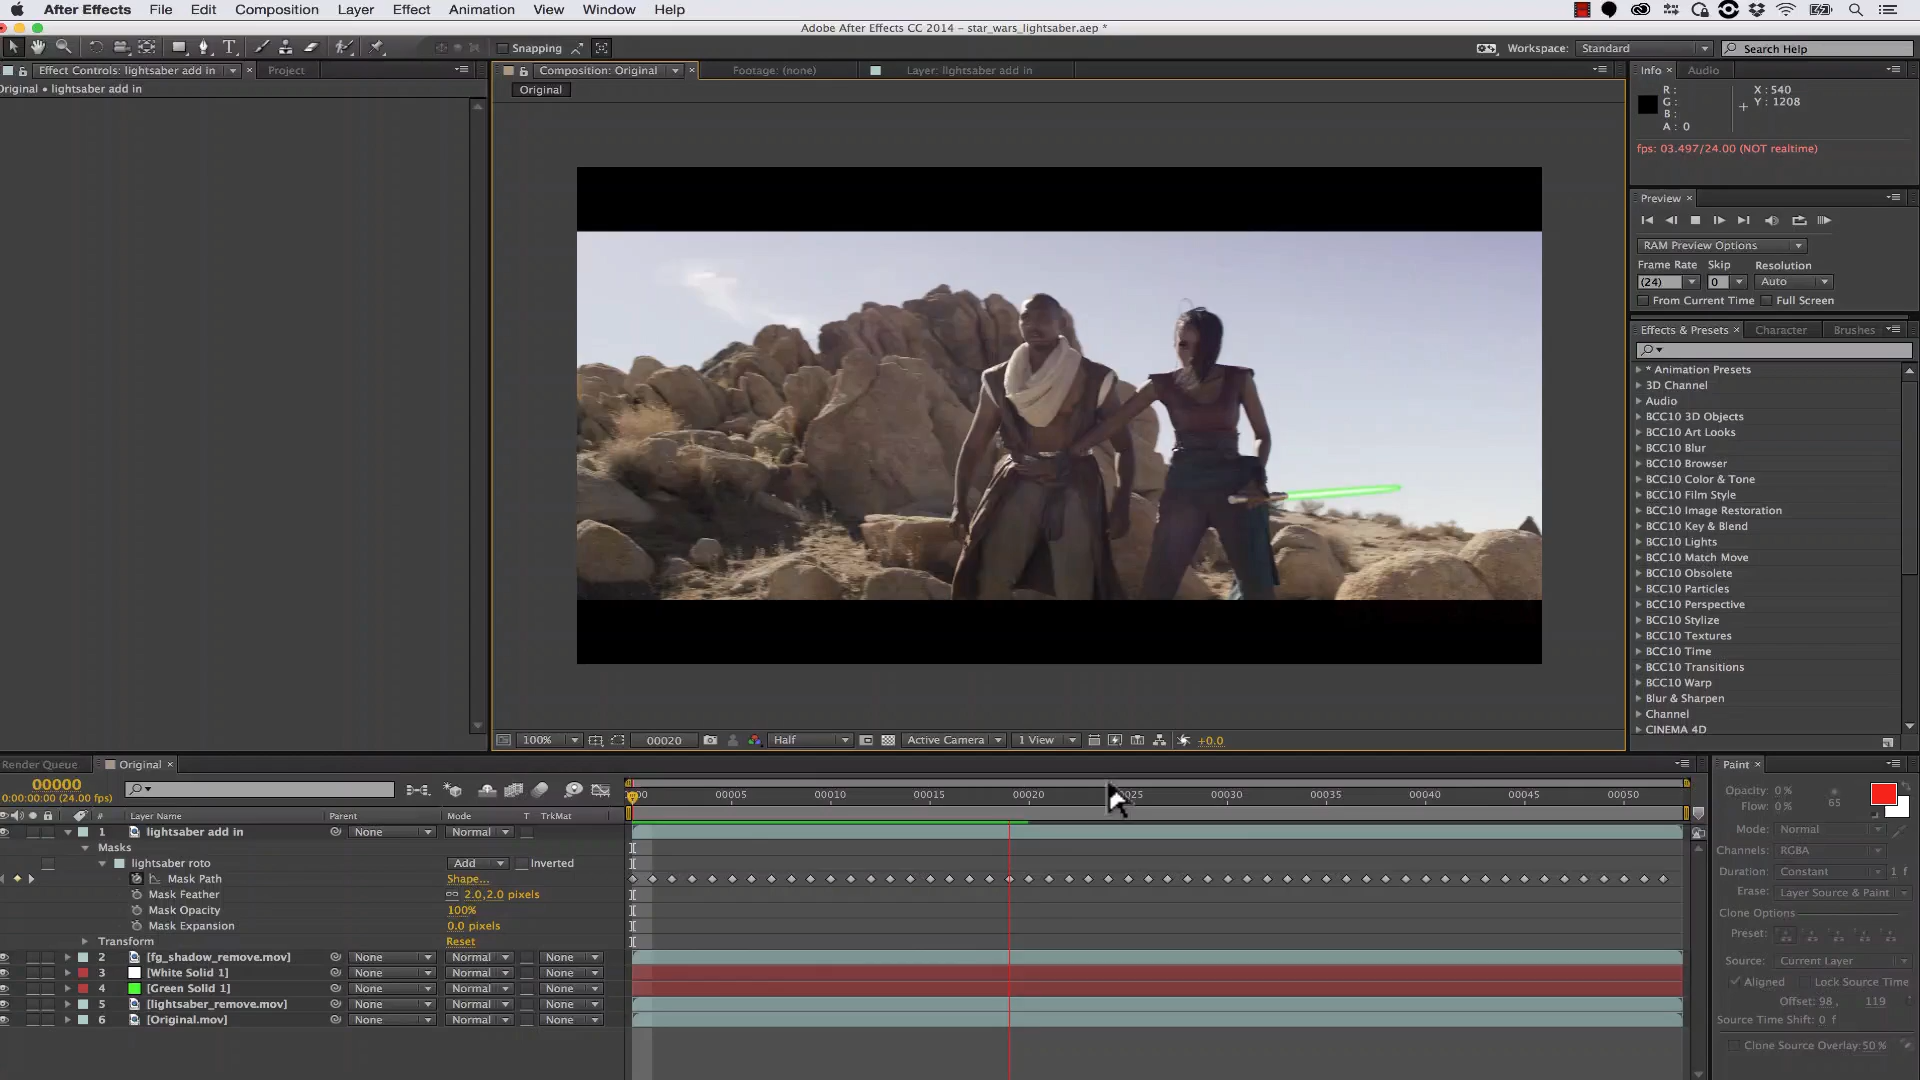 After Effects File Edit Composition Layer Effect Animation View Window Help
Adobe After Effects CC 2014 - star_wars_lightsaber.aep *
Snapping
Workspace: Standard
Search Help
Effect Controls: lightsaber add in
Project
Original • lightsaber add in
Composition: Original
Footage: (none)
Layer: lightsaber add in
Original
Info
Audio
R :
G :
B :
A : 0
X : 540
Y : 1208
fps: 03.497/24.00 (NOT realtime)
Preview
RAM Preview Options
Frame Rate Skip Resolution
(24) 0 Auto
From Current Time Full Screen
Effects & Presets Character Brushes
* Animation Presets
3D Channel
Audio
BCC10 3D Objects
BCC10 Art Looks
BCC10 Blur
BCC10 Browser
BCC10 Color & Tone
BCC10 Film Style
BCC10 Image Restoration
BCC10 Key & Blend
BCC10 Lights
BCC10 Match Move
BCC10 Obsolete
BCC10 Particles
BCC10 Perspective
BCC10 Stylize
BCC10 Textures
BCC10 Time
BCC10 Transitions
BCC10 Warp
Blur & Sharpen
Channel
CINEMA 4D
100% 00020 Half Active Camera 1 View +0.0
Render Queue
Original
00000
0:00:00:00 (24.00 fps)
00005 00010 00015 00020 00025 00030 00035 00040 00045 00050
# Layer Name Parent Mode T TrkMat
1 lightsaber add in None Normal
Masks
lightsaber roto Add Inverted
Mask Path Shape...
Mask Feather 2.0,2.0 pixels
Mask Opacity 100%
Mask Expansion 0.0 pixels
Transform Reset
2 [fg_shadow_remove.mov] None Normal None
3 [White Solid 1] None Normal None
4 [Green Solid 1] None Normal None
5 [lightsaber_remove.mov] None Normal None
6 [Original.mov] None Normal None
Paint
Opacity: 0 %
Flow: 0 %
65
Mode: Normal
Channels: RGBA
Duration: Constant 1 f
Erase: Layer Source & Paint
Clone Options
Preset:
Source: Current Layer
Aligned Lock Source Time
Offset: 98 , 119
Source Time Shift: 0 f
Clone Source Overlay: 50 %